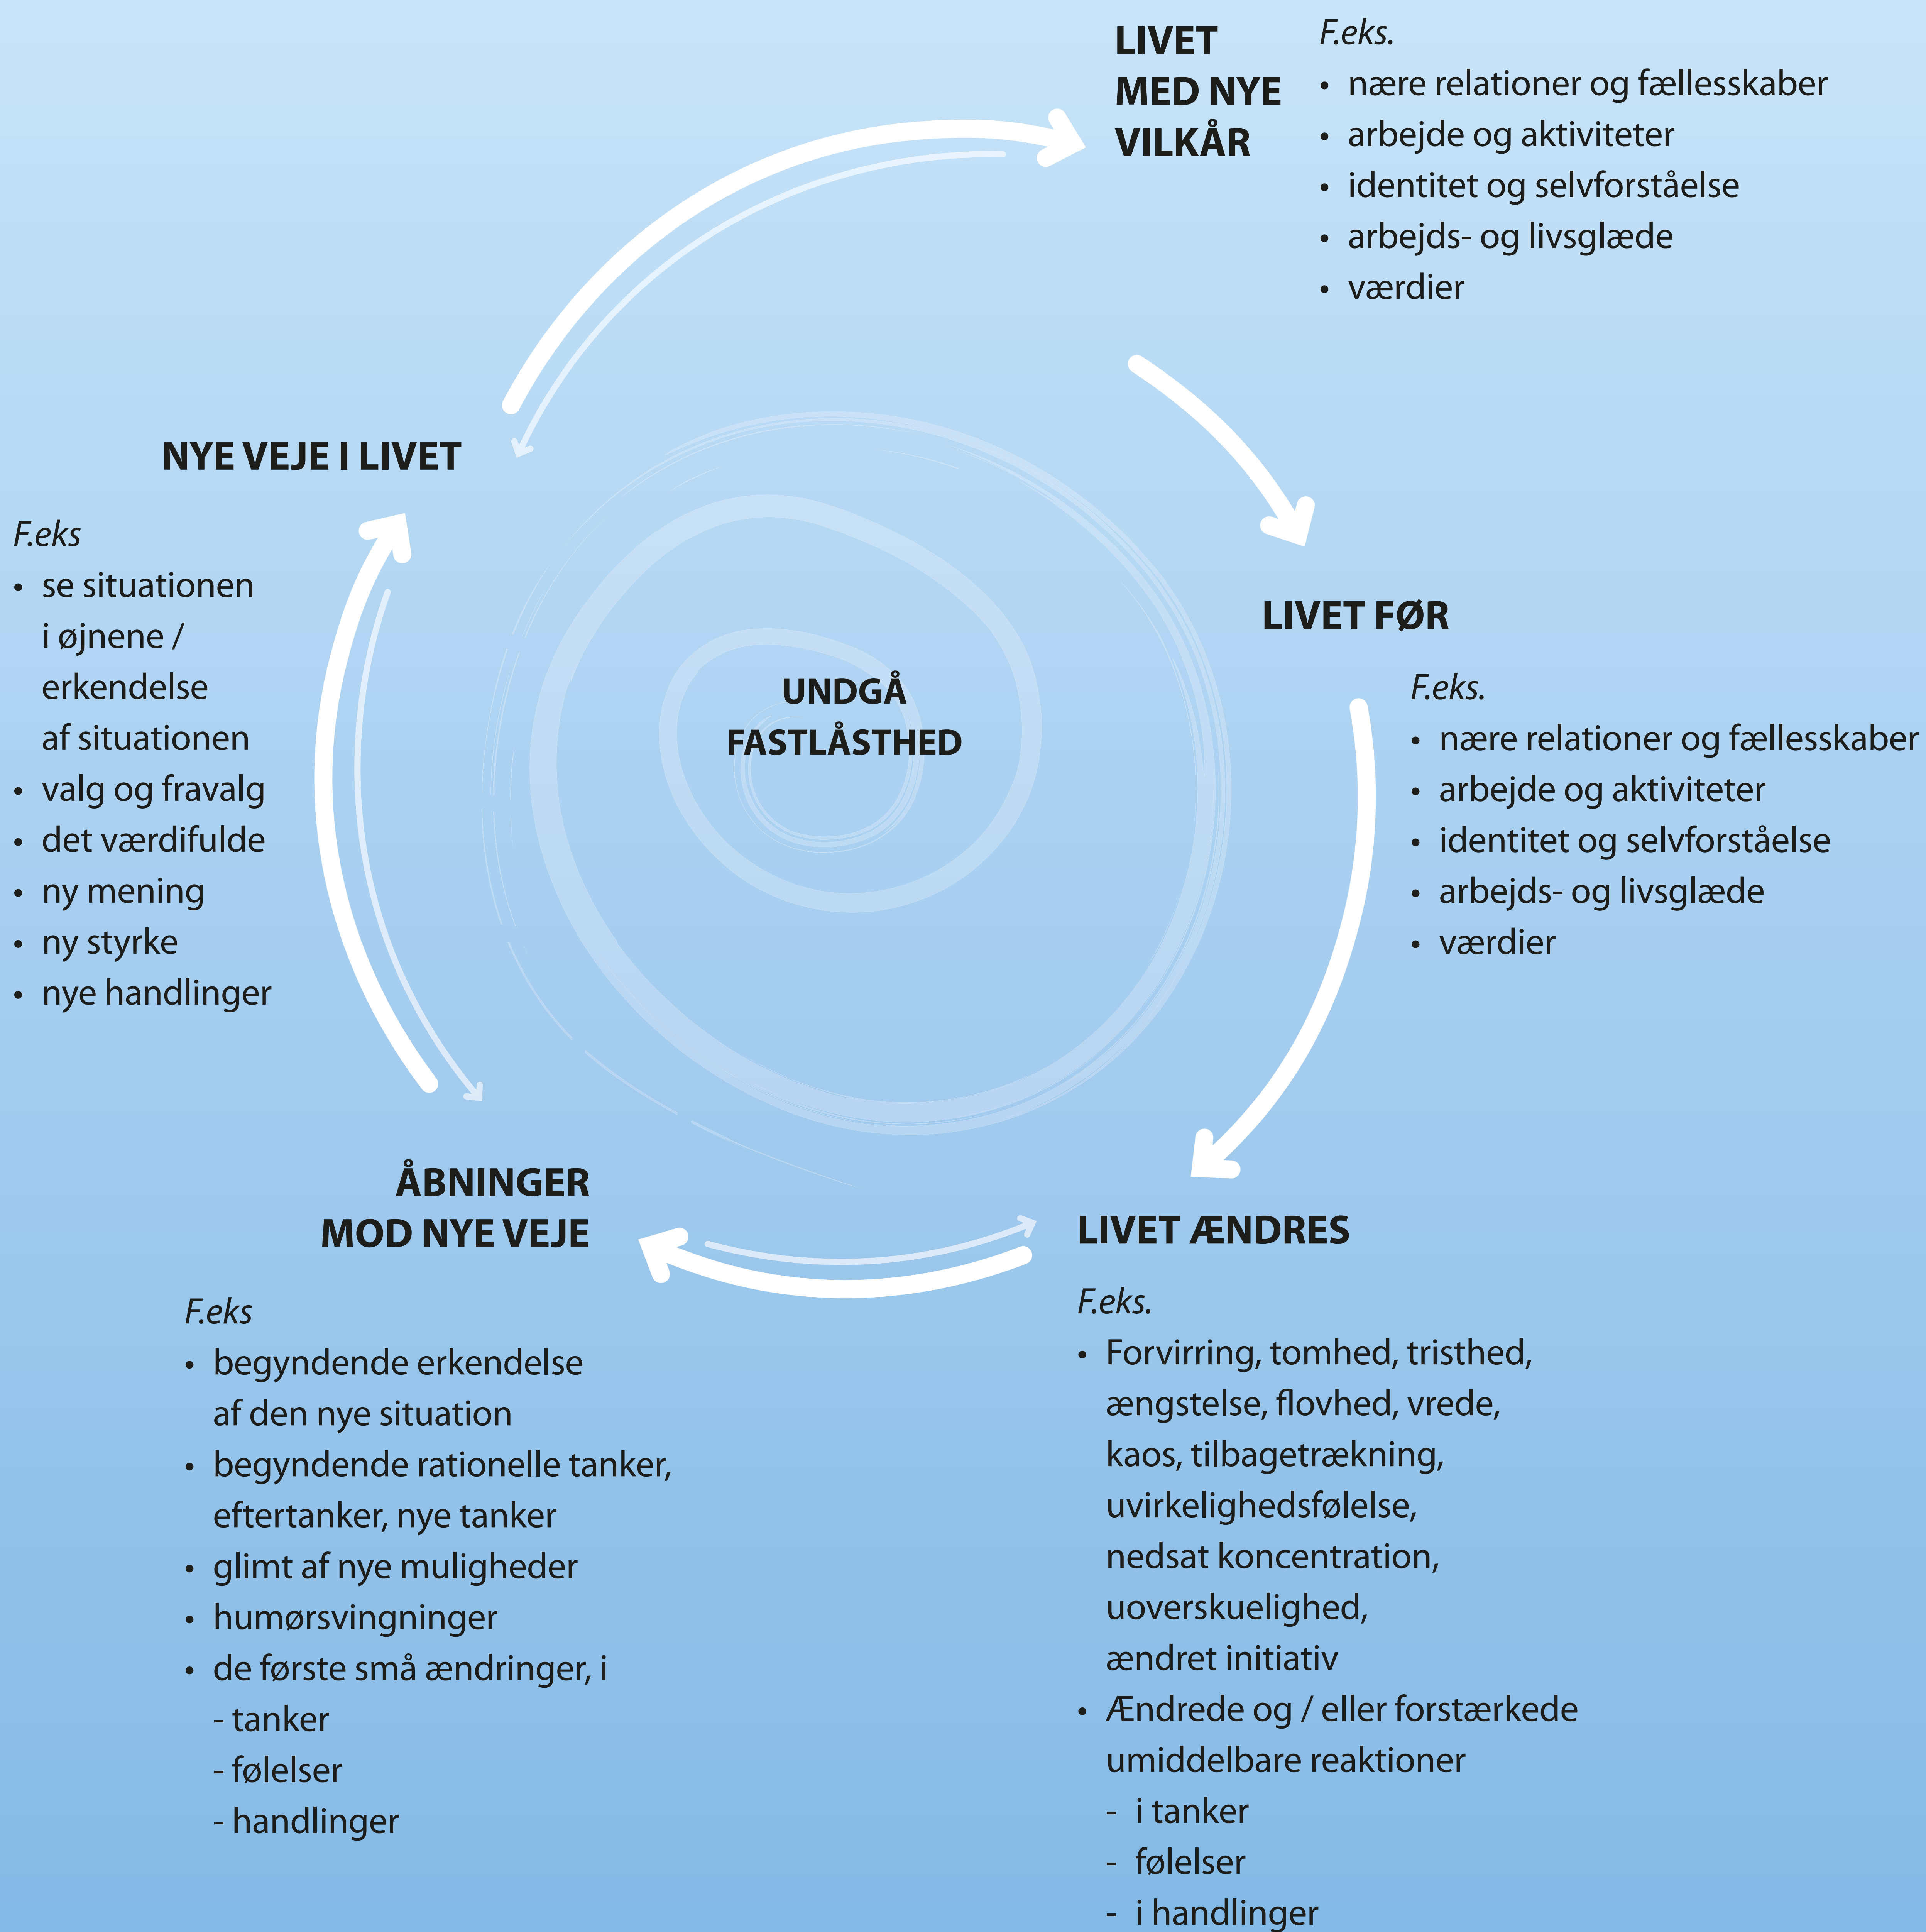 LIVET
MED NYE
VILKÅR
F.eks.
• nære relationer og fællesskaber
• arbejde og aktiviteter
• identitet og selvforståelse
• arbejds- og livsglæde
• værdier
LIVET FØR
F.eks.
• nære relationer og fællesskaber
• arbejde og aktiviteter
• identitet og selvforståelse
• arbejds- og livsglæde
• værdier
LIVET ÆNDRES
F.eks.
• Forvirring, tomhed, tristhed,
ængstelse, flovhed, vrede,
kaos, tilbagetrækning,
uvirkelighedsfølelse,
nedsat koncentration,
uoverskuelighed,
ændret initiativ
• Ændrede og / eller forstærkede
umiddelbare reaktioner
- i tanker
- følelser
- i handlinger
ÅBNINGER
MOD NYE VEJE
F.eks
• begyndende erkendelse
af den nye situation
• begyndende rationelle tanker,
eftertanker, nye tanker
• glimt af nye muligheder
• humørsvingninger
• de første små ændringer, i
- tanker
- følelser
- handlinger
NYE VEJE I LIVET
F.eks
• se situationen
i øjnene /
erkendelse
af situationen
• valg og fravalg
• det værdifulde
• ny mening
• ny styrke
• nye handlinger
UNDGÅ
FASTLÅSTHED